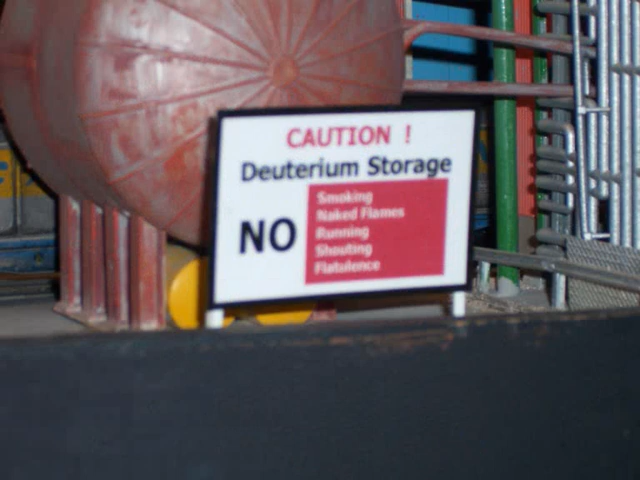 CAUTION !
Deuterium Storage
NO
Smoking
Naked Flames
Running
Shouting
Flatulence